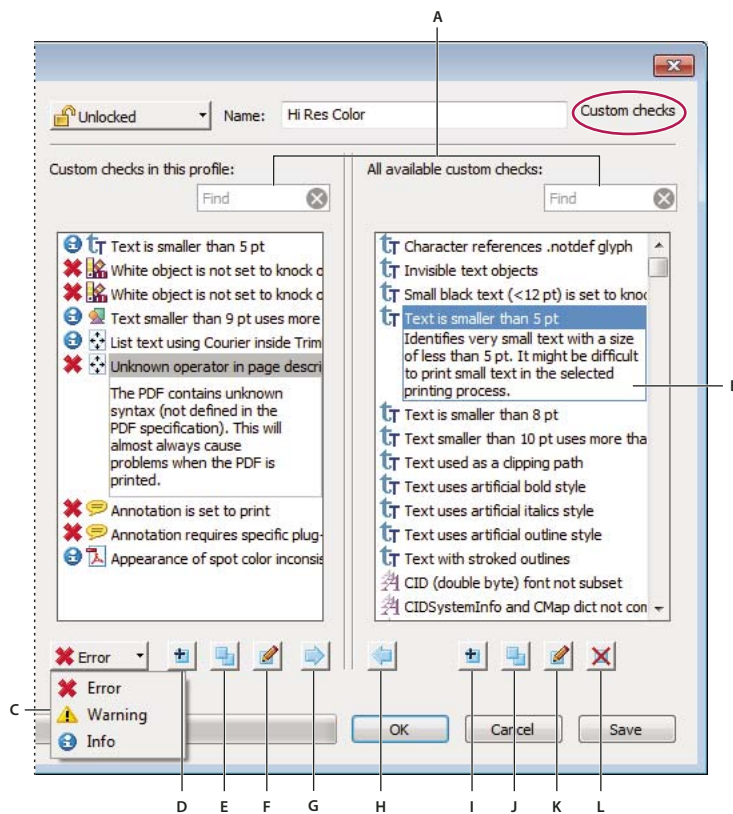 A
Unlocked
Name:
Hi Res Color
Custom checks
Custom checks in this profile:
Find
Text is smaller than 5 pt
White object is not set to knock o
White object is not set to knock o
Text smaller than 9 pt uses more
List text using Courier inside Trim
Unknown operator in page descri
The PDF contains unknown
syntax (not defined in the
PDF specification). This will
almost always cause
problems when the PDF is
printed.
Annotation is set to print
Annotation requires specific plug-
Appearance of spot color inconsis
All available custom checks:
Find
Character references .notdef glyph
Invisible text objects
Small black text (<12 pt) is set to knoc
Text is smaller than 5 pt
Identifies very small text with a size
of less than 5 pt. It might be difficult
to print small text in the selected
printing process.
Text is smaller than 8 pt
Text smaller than 10 pt uses more tha
Text used as a clipping path
Text uses artificial bold style
Text uses artificial italics style
Text uses artificial outline style
Text with stroked outlines
CID (double byte) font not subset
CIDSystemInfo and CMap dict not con
Error
C
Error
Warning
Info
OK
Cancel
Save
D
E
F
G
H
I
J
K
L